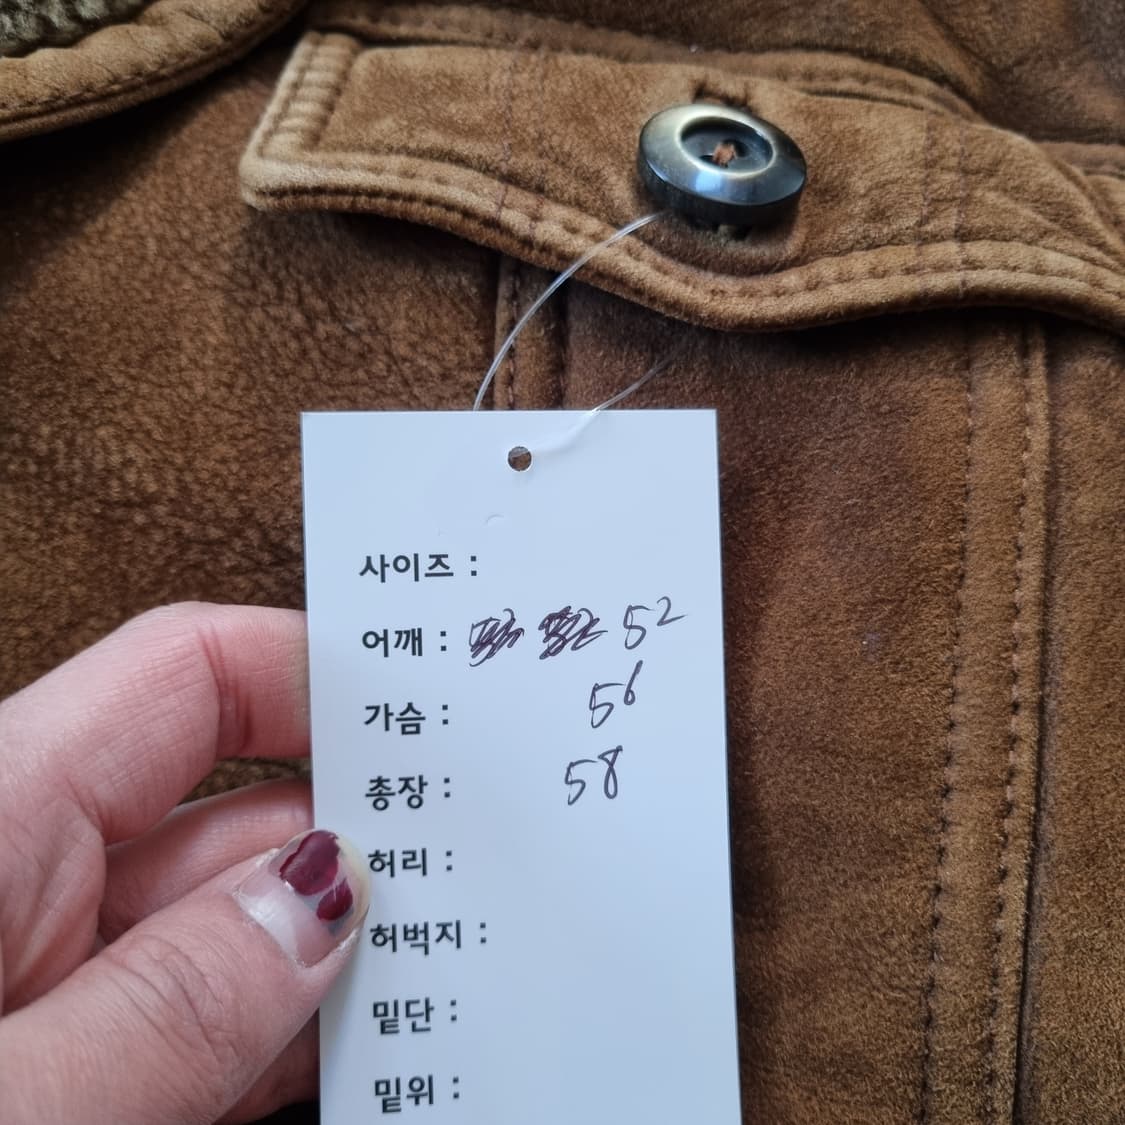 사이즈 :
어깨 : 52
가슴 : 56
총장 : 58
허리 :
허벅지 :
밑단 :
밑위 :